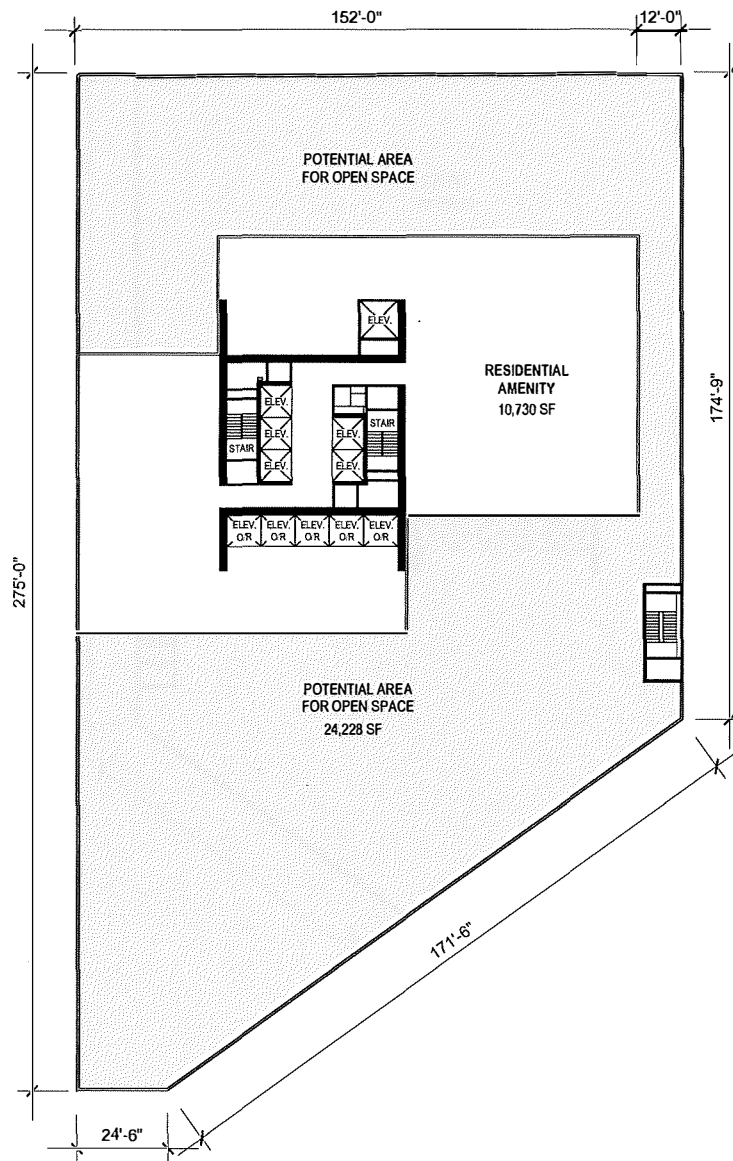 152'-0"
12'-0"
POTENTIAL AREA
FOR OPEN SPACE
ELEV.
RESIDENTIAL
AMENITY
10,730 SF
174'-9"
ELEV.
ELEV.
STAIR
ELEV.
STAIR
ELEV.
ELEV.
ELEV.
ELEV.
O/R
ELEV.
O/R
ELEV.
O/R
ELEV.
O/R
ELEV.
O/R
275'-0"
POTENTIAL AREA
FOR OPEN SPACE
24,228 SF
171'-6"
24'-6"